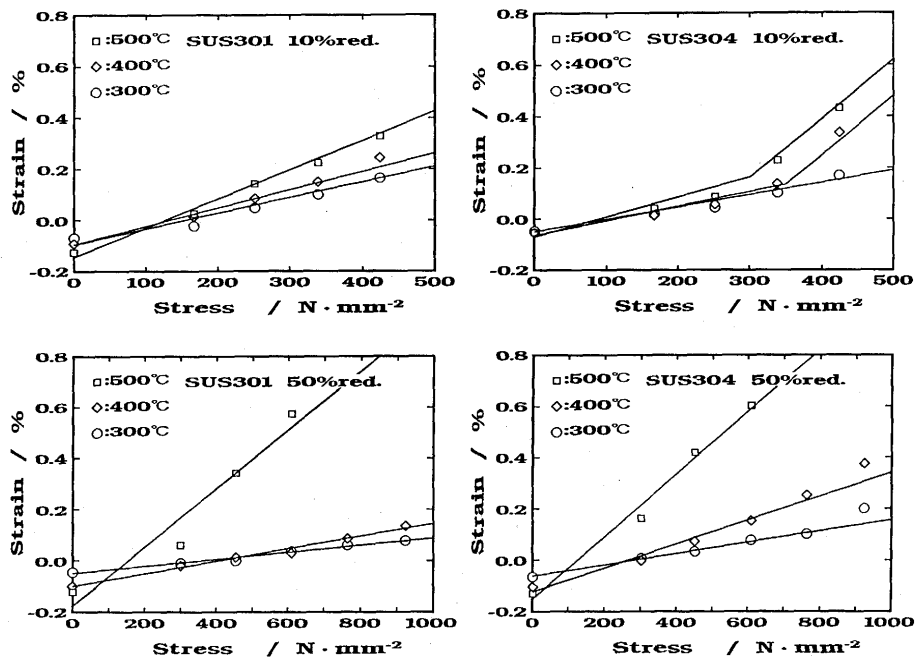 0.8
□:500℃ SUS301 10%red.
0.6
◇:400℃
○:300℃
0.4
0.2
0.0
-0.2
0 100 200 300 400 500
Strain / %
Stress / N・mm-2
0.8
□:500℃ SUS304 10%red.
0.6
◇:400℃
○:300℃
0.4
0.2
0.0
-0.2
0 100 200 300 400 500
Strain / %
Stress / N・mm-2
0.8
□:500℃ SUS301 50%red.
0.6
◇:400℃
○:300℃
0.4
0.2
0.0
-0.2
0 200 400 600 800 1000
Strain / %
Stress / N・mm-2
0.8
□:500℃ SUS304 50%red.
0.6
◇:400℃
○:300℃
0.4
0.2
0.0
-0.2
0 200 400 600 800 1000
Strain / %
Stress / N・mm-2